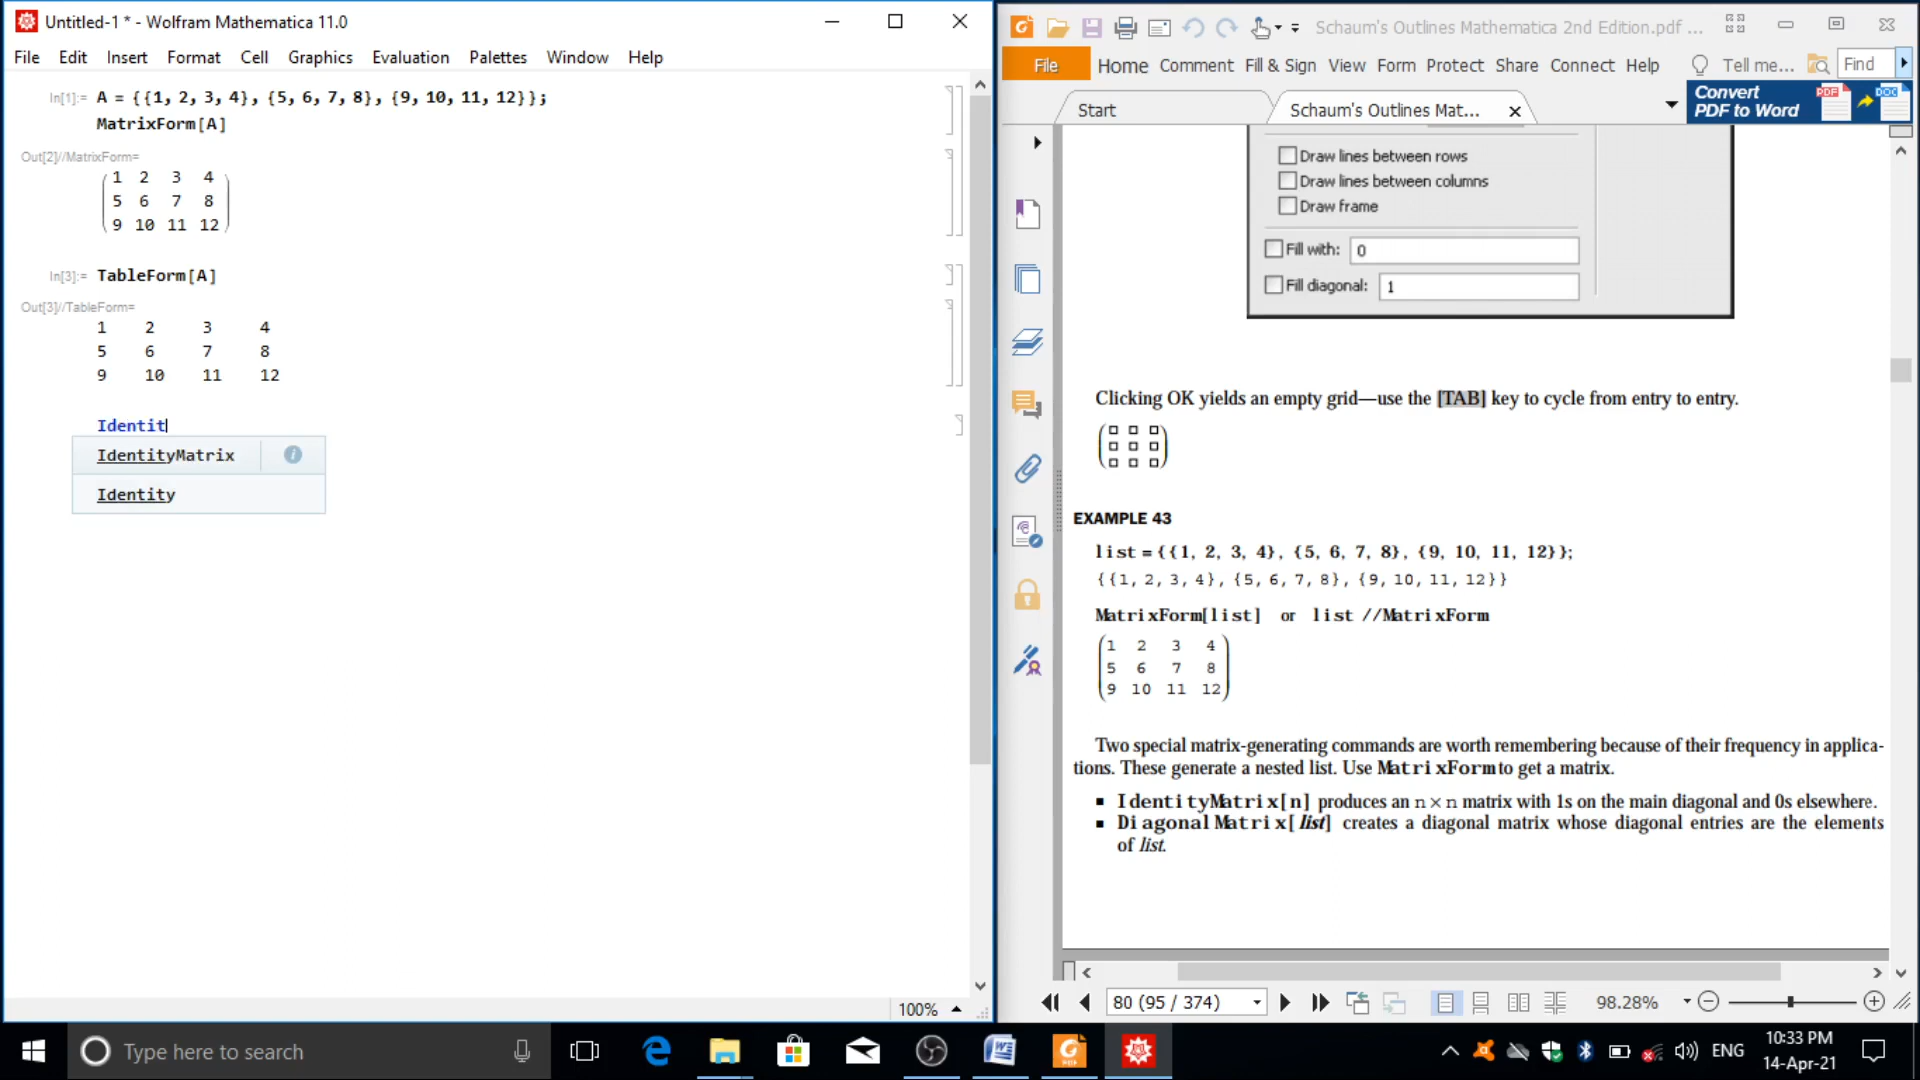 Untitled-1 * - Wolfram Mathematica 11.0
File Edit Insert Format Cell Graphics Evaluation Palettes Window Help
In[1]:= A = {{1, 2, 3, 4}, {5, 6, 7, 8}, {9, 10, 11, 12}};
MatrixForm[A]
Out[2]//MatrixForm=
1 2 3 4
5 6 7 8
9 10 11 12
In[3]:= TableForm[A]
Out[3]//TableForm=
1 2 3 4
5 6 7 8
9 10 11 12
Identit
IdentityMatrix
Identity
100%
Schaum's Outlines Mathematica 2nd Edition.pdf ...
File Home Comment Fill & Sign View Form Protect Share Connect Help Tell me... Find
Start Schaum's Outlines Mat...
Convert
PDF to Word
PDF DOC
Draw lines between rows
Draw lines between columns
Draw frame
Fill with: 0
Fill diagonal: 1
Clicking OK yields an empty grid—use the [TAB] key to cycle from entry to entry.
EXAMPLE 43
list = {{1, 2, 3, 4}, {5, 6, 7, 8}, {9, 10, 11, 12}};
{{1, 2, 3, 4}, {5, 6, 7, 8}, {9, 10, 11, 12}}
MatrixForm[list] or list //MatrixForm
1 2 3 4
5 6 7 8
9 10 11 12
Two special matrix-generating commands are worth remembering because of their frequency in applica-
tions. These generate a nested list. Use MatrixForm to get a matrix.
■ IdentityMatrix[n] produces an n × n matrix with 1s on the main diagonal and 0s elsewhere.
■ DiagonalMatrix[list] creates a diagonal matrix whose diagonal entries are the elements
of list.
80 (95 / 374) 98.28%
Type here to search
ENG
10:33 PM
14-Apr-21